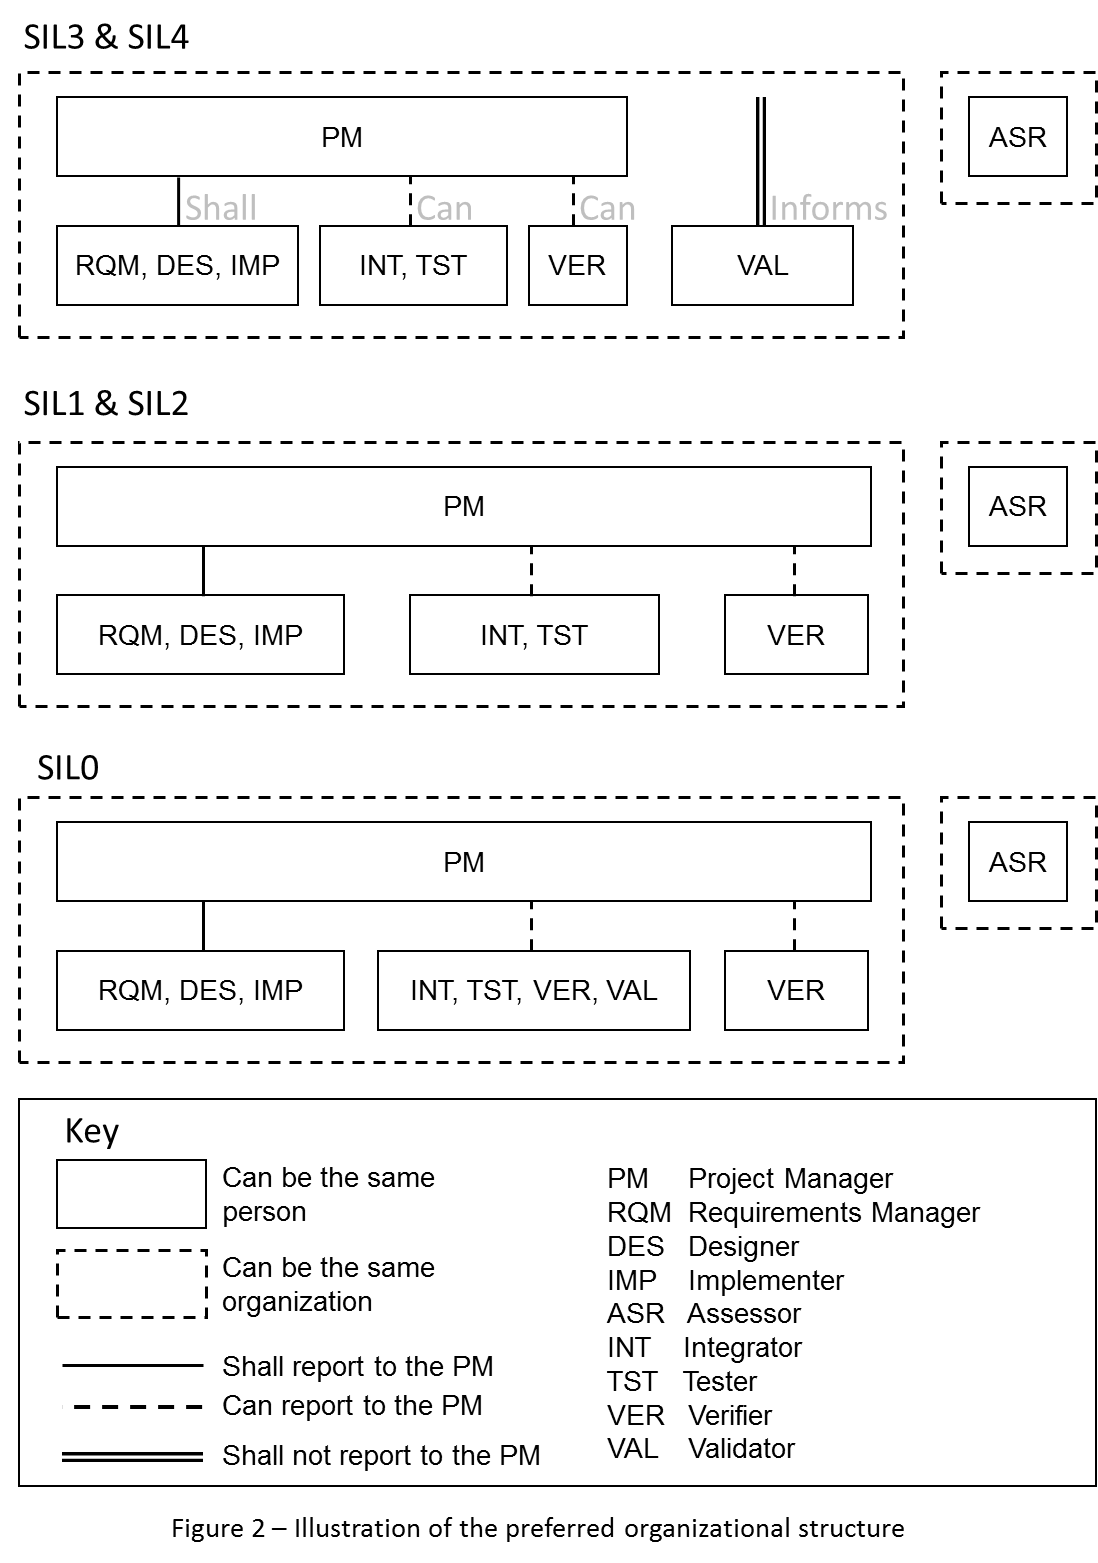 SIL3 & SIL4
PM
ASR
Shall
Can
Can
Informs
RQM, DES, IMP
INT, TST
VER
VAL
SIL1 & SIL2
PM
ASR
RQM, DES, IMP
INT, TST
VER
SIL0
PM
ASR
RQM, DES, IMP
INT, TST, VER, VAL
VER
Key
Can be the same
person
Can be the same
organization
Shall report to the PM
Can report to the PM
Shall not report to the PM
PM Project Manager
RQM Requirements Manager
DES Designer
IMP Implementer
ASR Assessor
INT Integrator
TST Tester
VER Verifier
VAL Validator
Figure 2 – Illustration of the preferred organizational structure